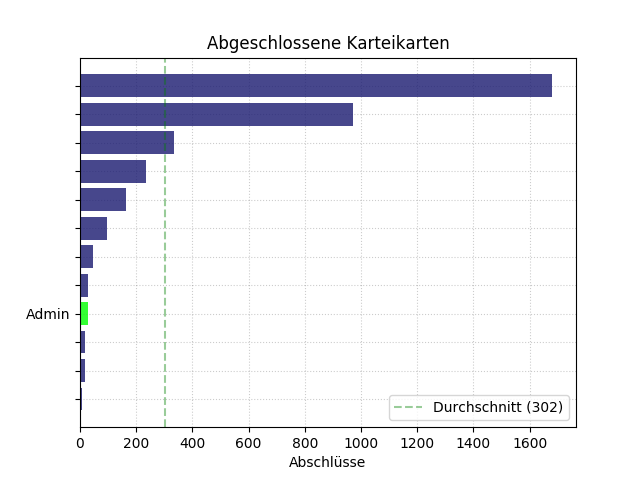 Abgeschlossene Karteikarten
Admin
Durchschnitt (302)
0 200 400 600 800 1000 1200 1400 1600
Abschlüsse